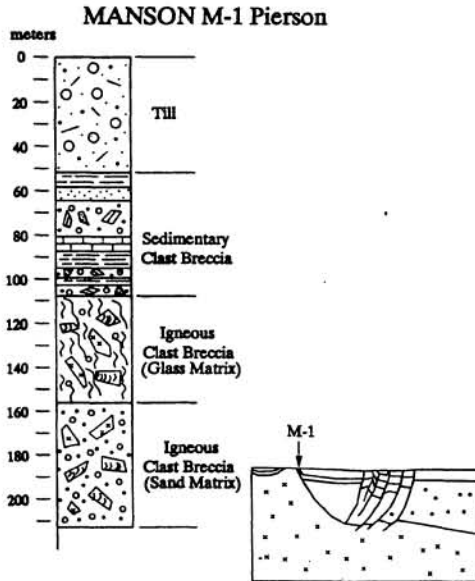 MANSON M-1 Pierson
meters
0
20
40
60
80
100
120
140
160
180
200
Till
Sedimentary
Clast Breccia
Igneous
Clast Breccia
(Glass Matrix)
Igneous
Clast Breccia
(Sand Matrix)
M-1